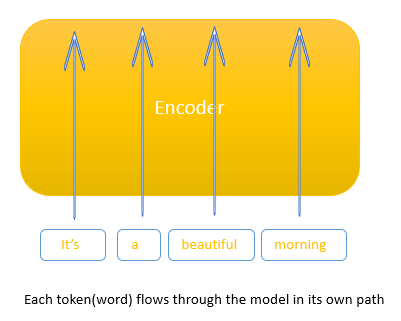 Encoder
It's
a
beautiful
morning
Each token(word) flows through the model in its own path